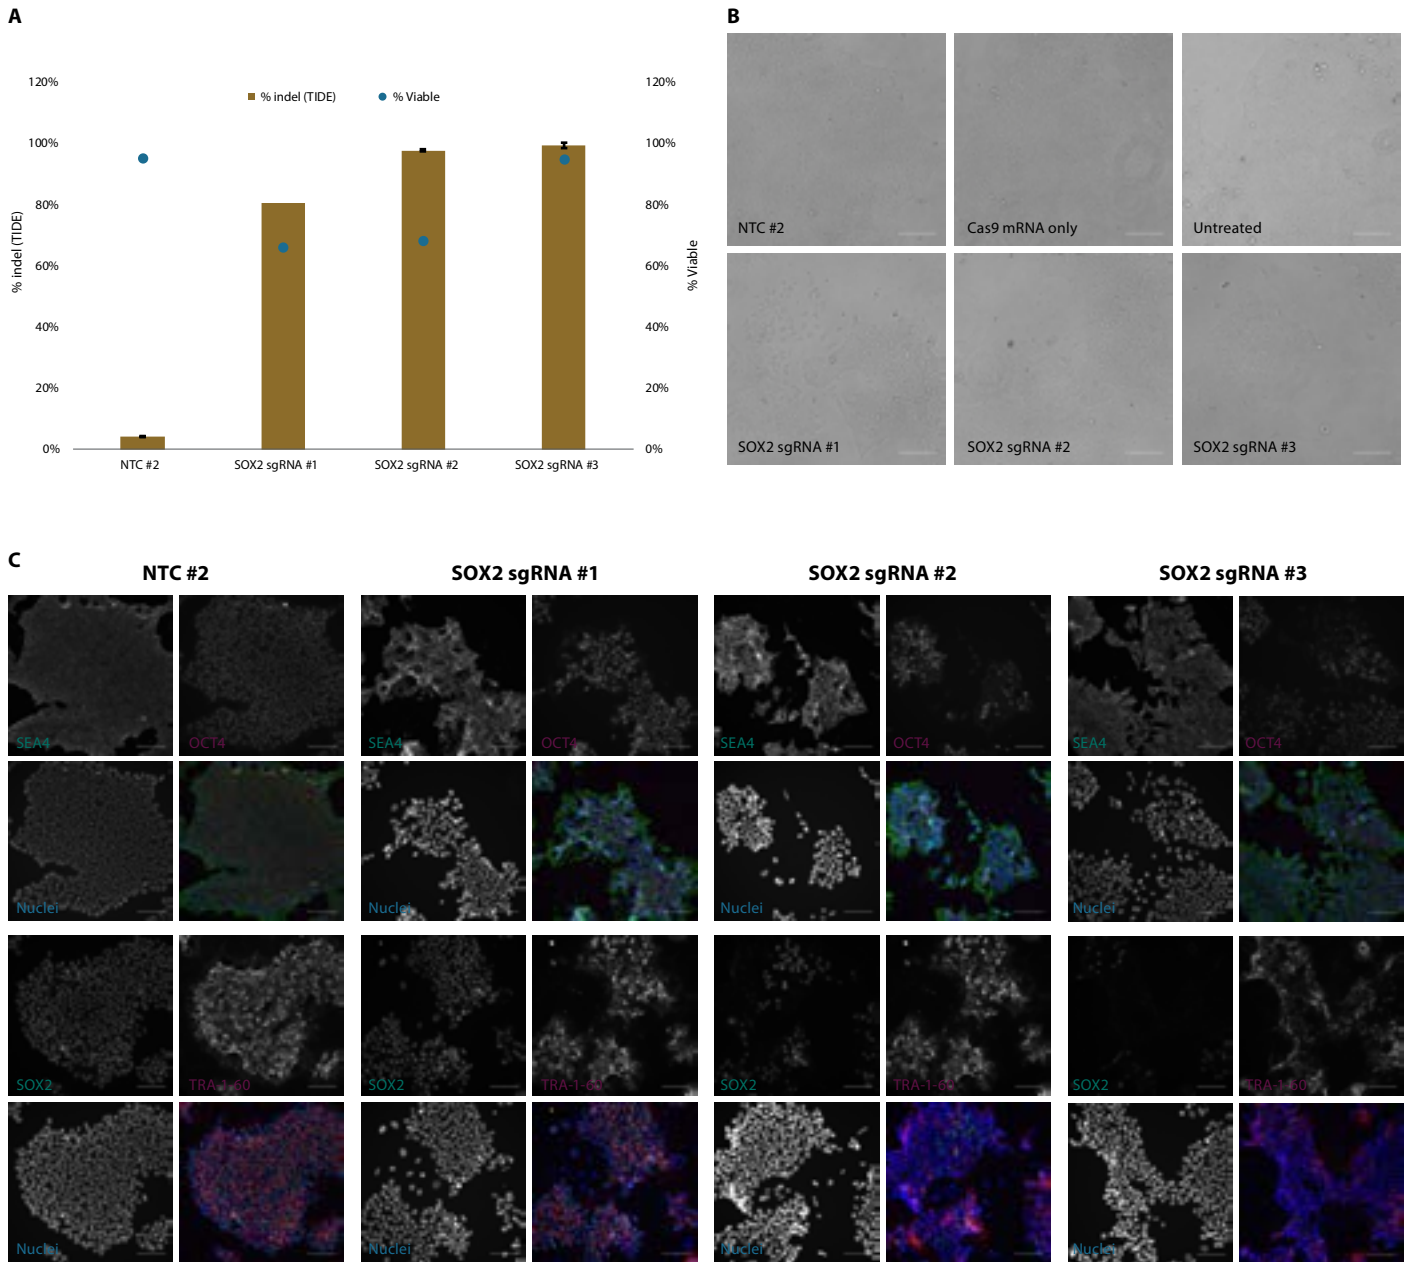 A
120%
100%
80%
60%
40%
20%
0%
% indel (TIDE)
% indel (TIDE)
% Viable
120%
100%
80%
60%
40%
20%
0%
% Viable
NTC #2
SOX2 sgRNA #1
SOX2 sgRNA #2
SOX2 sgRNA #3
B
NTC #2
Cas9 mRNA only
Untreated
SOX2 sgRNA #1
SOX2 sgRNA #2
SOX2 sgRNA #3
C
NTC #2
SOX2 sgRNA #1
SOX2 sgRNA #2
SOX2 sgRNA #3
SEA4
OCT4
SEA4
OCT4
SEA4
OCT4
SEA4
OCT4
Nuclei
Nuclei
Nuclei
Nuclei
SOX2
TRA-1-60
SOX2
TRA-1-60
SOX2
TRA-1-60
SOX2
TRA-1-60
Nuclei
Nuclei
Nuclei
Nuclei